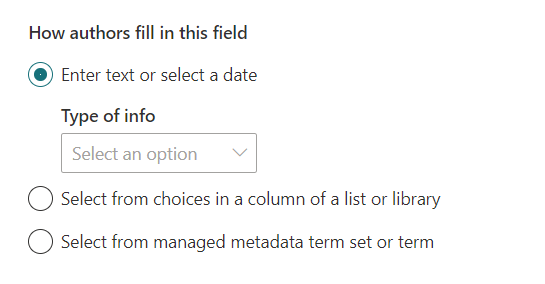 How authors fill in this field
Enter text or select a date
Type of info
Select an option
Select from choices in a column of a list or library
Select from managed metadata term set or term